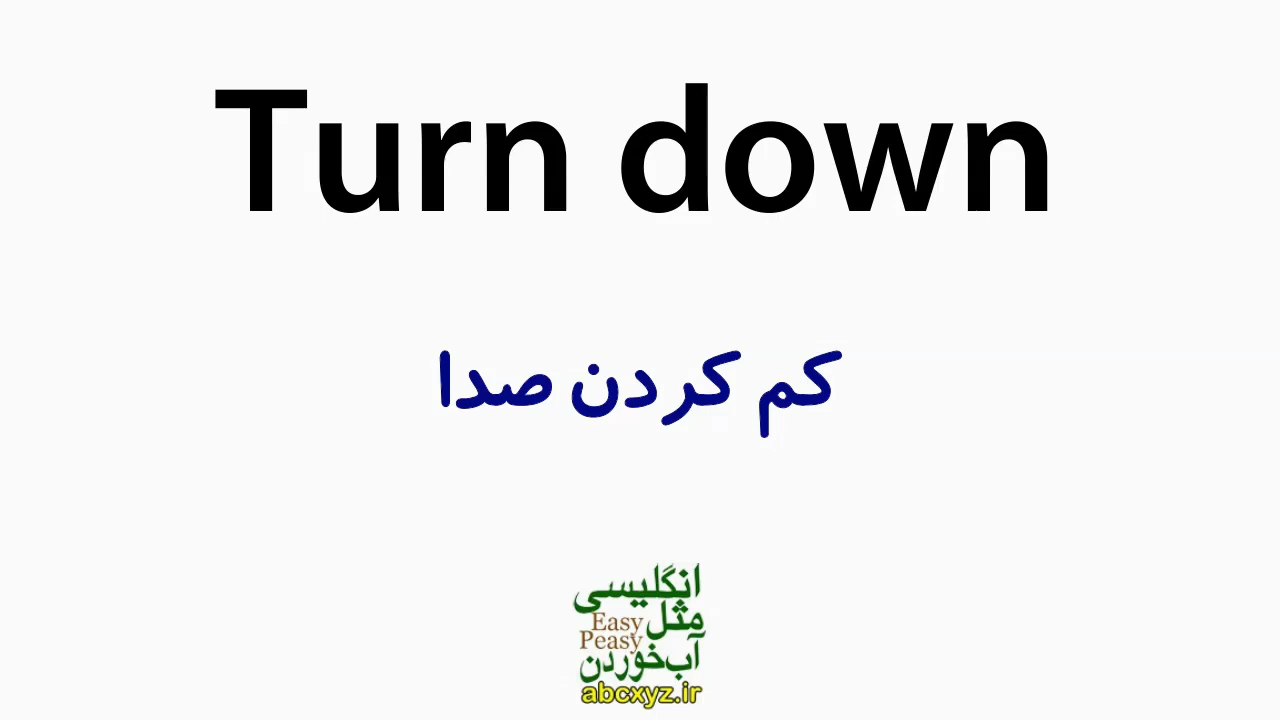 Turn down
کم کردن صدا
انگلیسی
مثل Easy
Peasy
آب‌خوردن
abcxyz.ir